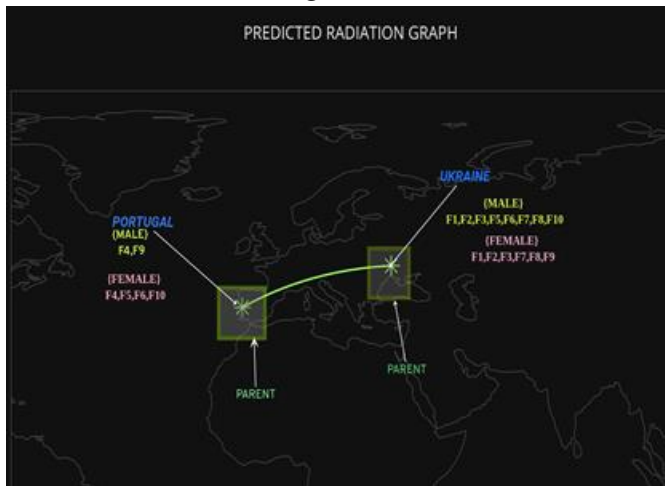 PREDICTED RADIATION GRAPH
UKRAINE
(MALE)
F1,F2,F3,F5,F6,F7,F8,F10
(FEMALE)
F1,F2,F3,F7,F8,F9
PORTUGAL
(MALE)
F4,F9
(FEMALE)
F4,F5,F6,F10
PARENT
PARENT